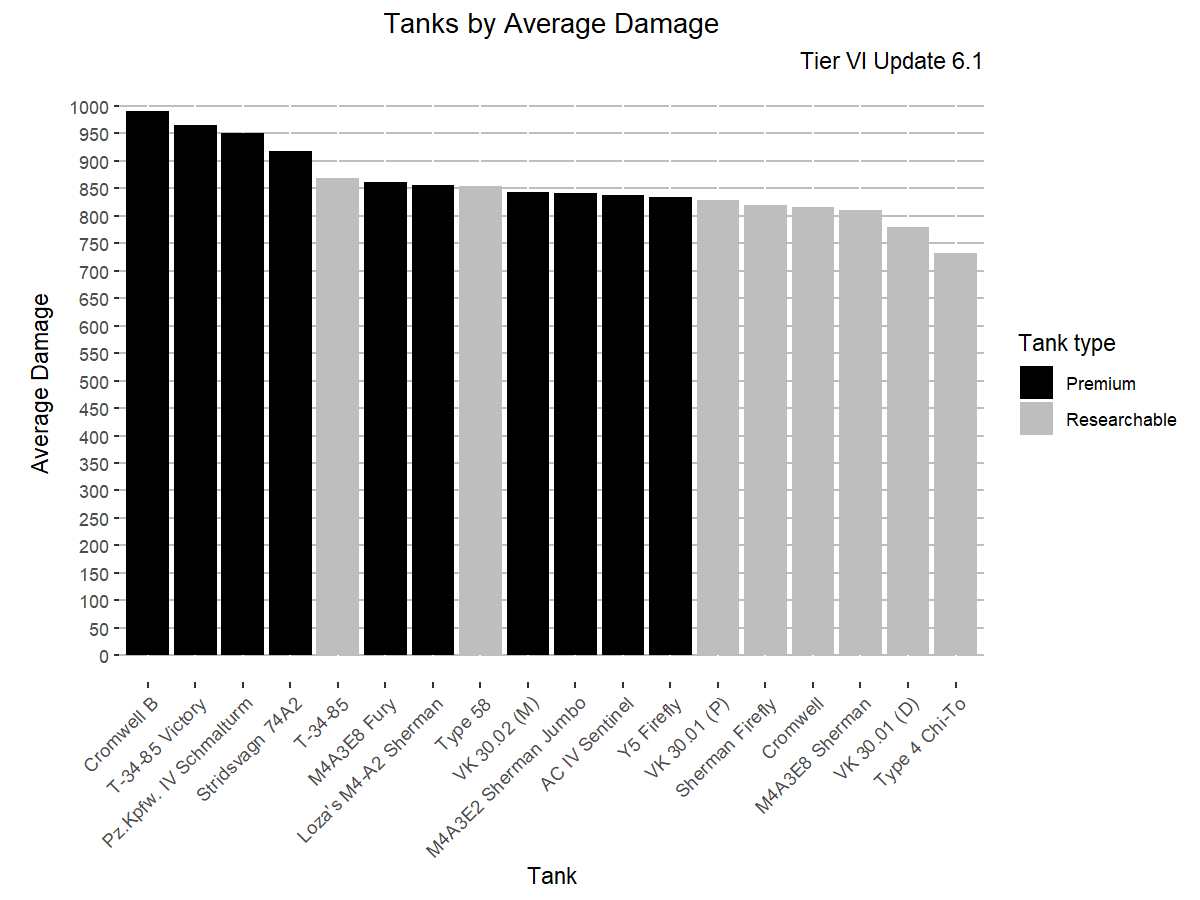 Tanks by Average Damage
Tier VI Update 6.1
Average Damage
1000
950
900
850
800
750
700
650
600
550
500
450
400
350
300
250
200
150
100
50
0
Cromwell B
T-34-85 Victory
Pz.Kpfw. IV Schmalturm
Stridsvagn 74A2
T-34-85
M4A3E8 Fury
Loza's M4-A2 Sherman
Type 58
VK 30.02 (M)
M4A3E2 Sherman Jumbo
AC IV Sentinel
Y5 Firefly
VK 30.01 (P)
Sherman Firefly
Cromwell
M4A3E8 Sherman
VK 30.01 (D)
Type 4 Chi-To
Tank
Tank type
Premium
Researchable